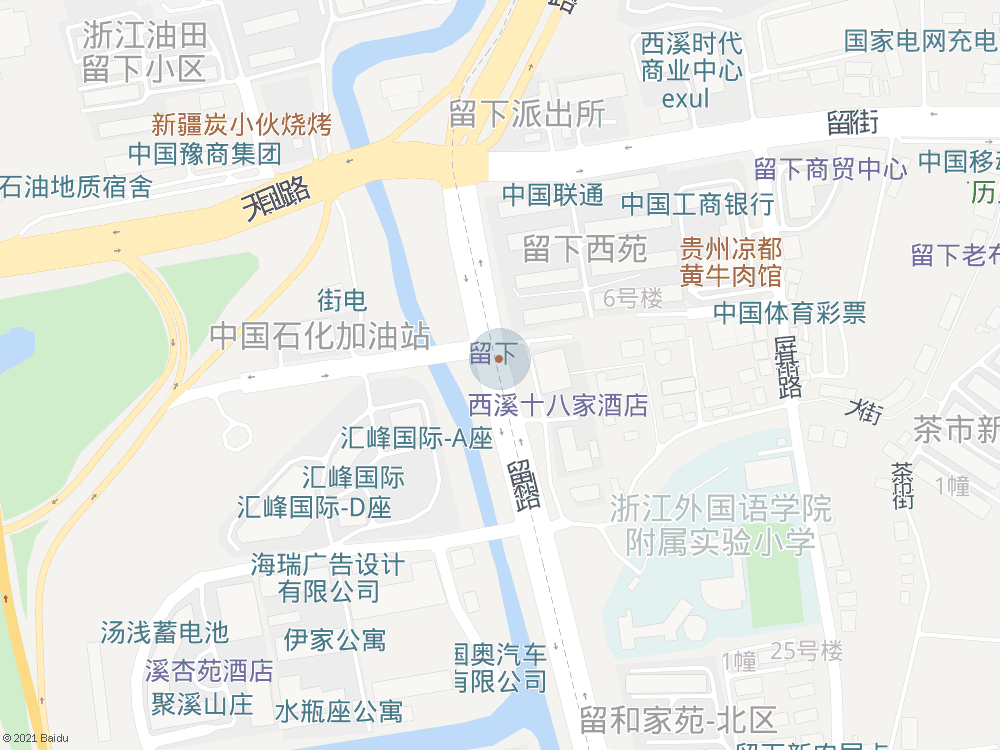 浙江油田
留下小区
西溪时代
商业中心
exul
国家电网充电
新疆炭小伙烧烤
留下派出所
留街
中国豫商集团
石油地质宿舍
天目山路
中国联通
中国工商银行
留下商贸中心
中国移动
历
留下西苑
贵州凉都
黄牛肉馆
留下老布
街电
6号楼
中国体育彩票
中国石化加油站
留下
屏基路
西溪十八家酒店
大街
茶市新
汇峰国际-A座
汇峰国际
汇峰国际-D座
留和路
茶市街
1幢
浙江外国语学院
附属实验小学
海瑞广告设计
有限公司
汤浅蓄电池
伊家公寓
国奥汽车
有限公司
1幢
25号楼
溪杏苑酒店
聚溪山庄
水瓶座公寓
留和家苑-北区
© 2021 Baidu